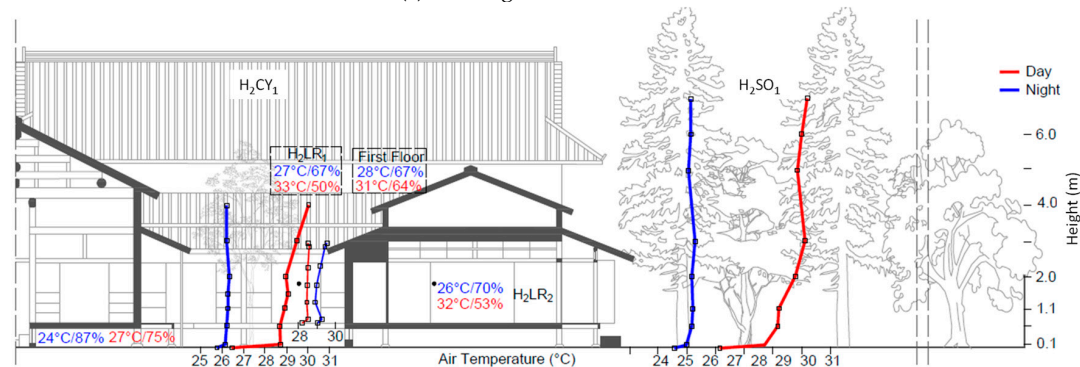 H₂CY₁
H₂SO₁
Day
Night
H₂LR₁
27°C/67%
33°C/50%
First Floor
28°C/67%
31°C/64%
6.0
4.0
2.0
1.1
0.1
Height (m)
26°C/70%
32°C/53%
H₂LR₂
24°C/87% 27°C/75%
28 30
25 26 27 28 29 30 31
Air Temperature (°C)
24 25 26 27 28 29 30 31